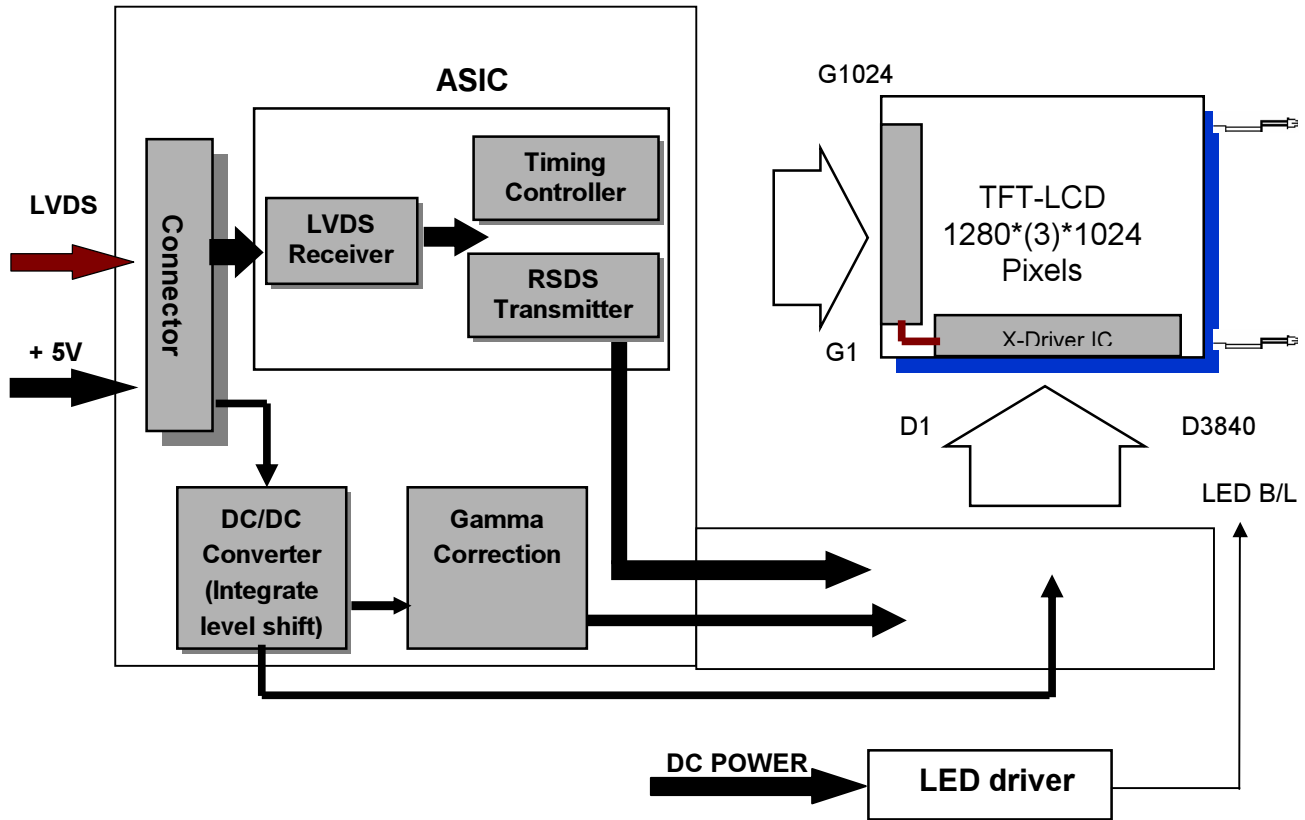 ASIC
G1024
LVDS
+ 5V
Connector
LVDS
Receiver
Timing
Controller
RSDS
Transmitter
TFT-LCD
1280*(3)*1024
Pixels
G1
X-Driver IC
D1
D3840
LED B/L
DC/DC
Converter
(Integrate
level shift)
Gamma
Correction
DC POWER
LED driver